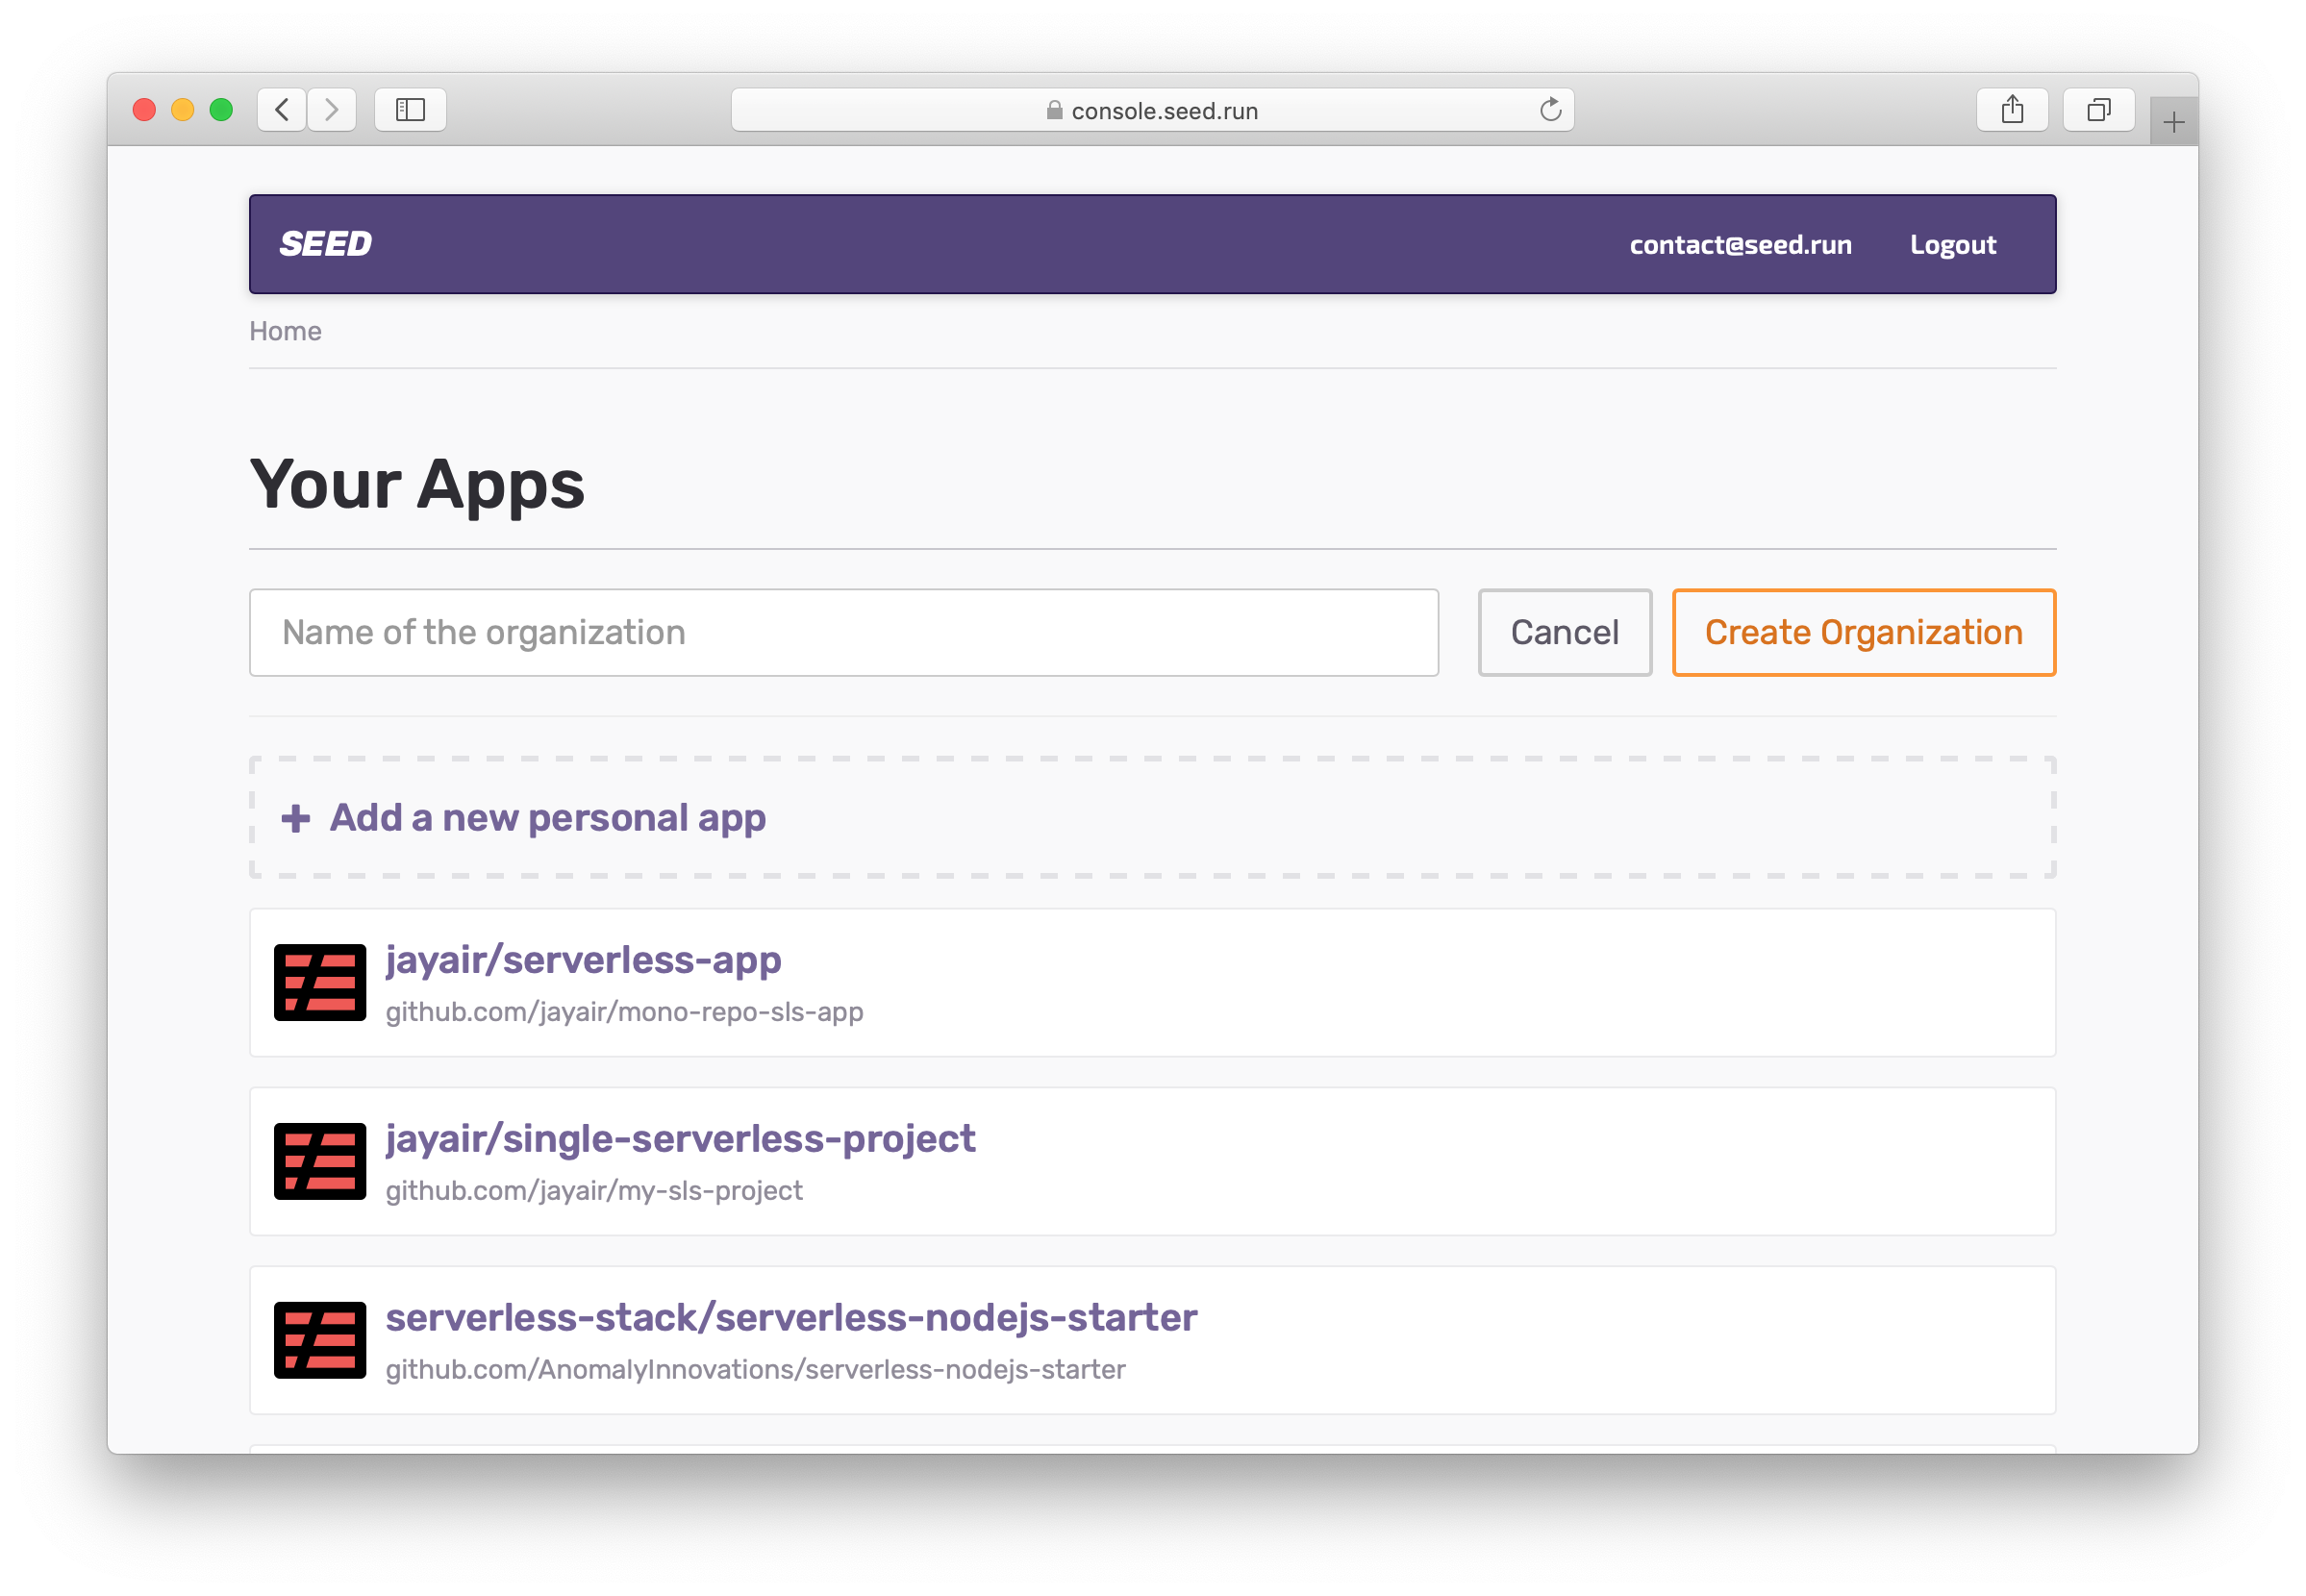 console.seed.run
SEED
contact@seed.run Logout
Home
Your Apps
Name of the organization Cancel Create Organization
Add a new personal app
jayair/serverless-app
github.com/jayair/mono-repo-sls-app
jayair/single-serverless-project
github.com/jayair/my-sls-project
serverless-stack/serverless-nodejs-starter
github.com/AnomalyInnovations/serverless-nodejs-starter